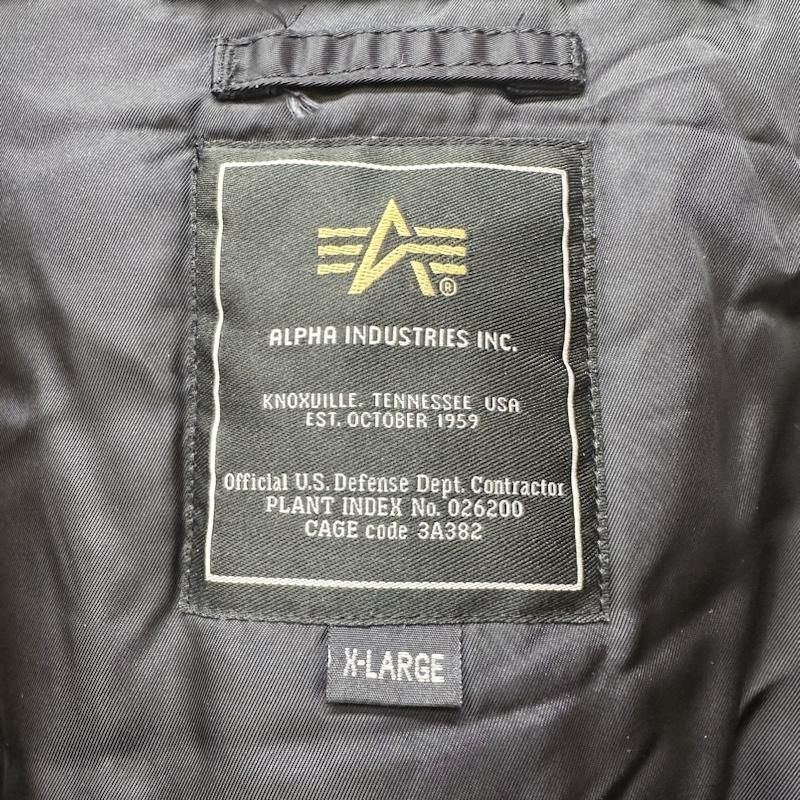 ®
ALPHA INDUSTRIES INC.
KNOXVILLE, TENNESSEE USA
EST. OCTOBER 1959
Official U.S. Defense Dept. Contractor
PLANT INDEX No. 026200
CAGE code 3A382
X-LARGE